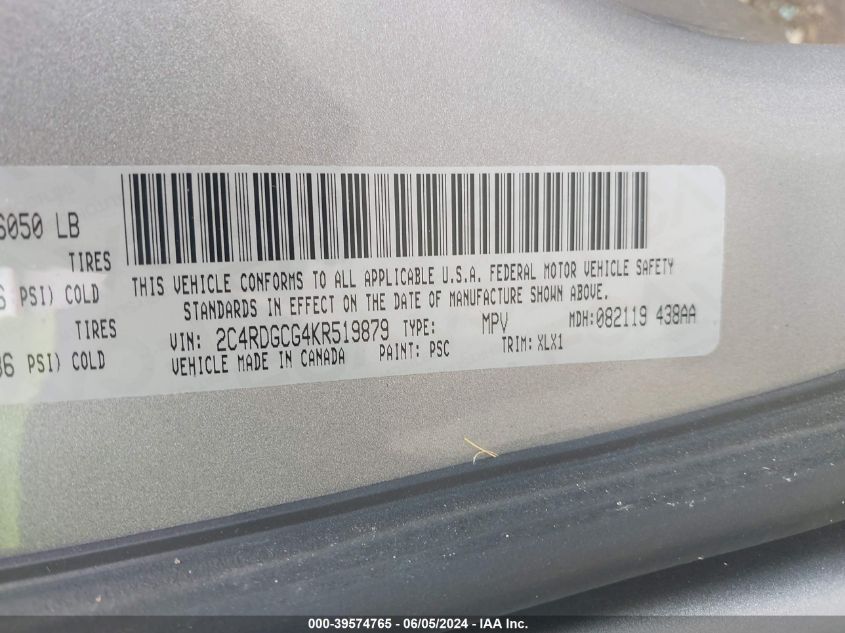 6050 LB
TIRES
PSI) COLD
THIS VEHICLE CONFORMS TO ALL APPLICABLE U.S.A. FEDERAL MOTOR VEHICLE SAFETY
STANDARDS IN EFFECT ON THE DATE OF MANUFACTURE SHOWN ABOVE.
TIRES
36 PSI) COLD
VIN: 2C4RDGCG4KR519879 TYPE: MPV MDH:082119 438AA
VEHICLE MADE IN CANADA PAINT: PSC TRIM: XLX1
000-39574765 - 06/05/2024 - IAA Inc.